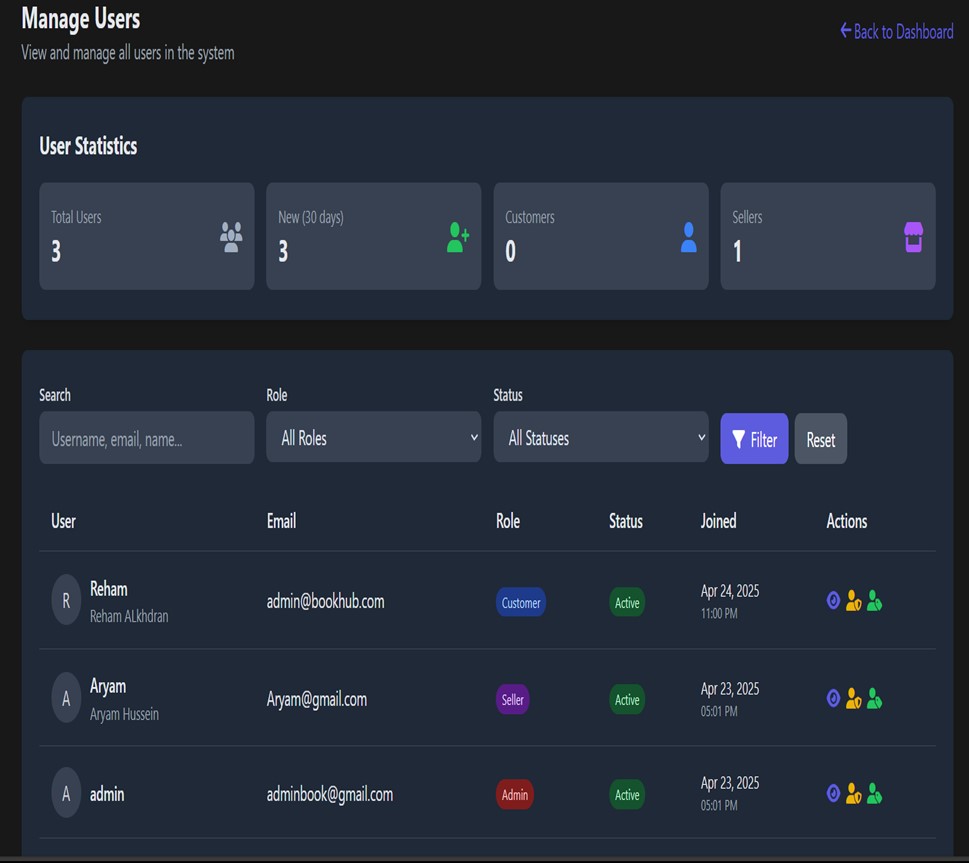 Manage Users
View and manage all users in the system
Back to Dashboard
User Statistics
Total Users
3
New (30 days)
3
Customers
0
Sellers
1
Search
Role
Status
Username, email, name...
All Roles
All Statuses
Filter
Reset
User Email Role Status Joined Actions
R
Reham
Reham ALkhdran
admin@bookhub.com
Customer
Active
Apr 24, 2025
11:00 PM
A
Aryam
Aryam Hussein
Aryam@gmail.com
Seller
Active
Apr 23, 2025
05:01 PM
A
admin
adminbook@gmail.com
Admin
Active
Apr 23, 2025
05:01 PM